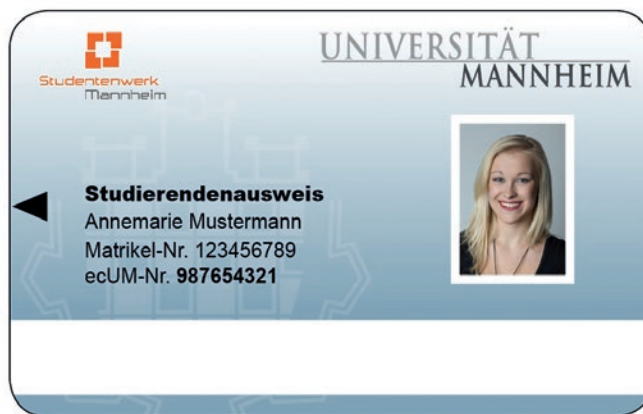 Studentenwerk
Mannheim
UNIVERSITÄT
MANNHEIM
Studierendenausweis
Annemarie Mustermann
Matrikel-Nr. 123456789
ecUM-Nr. 987654321